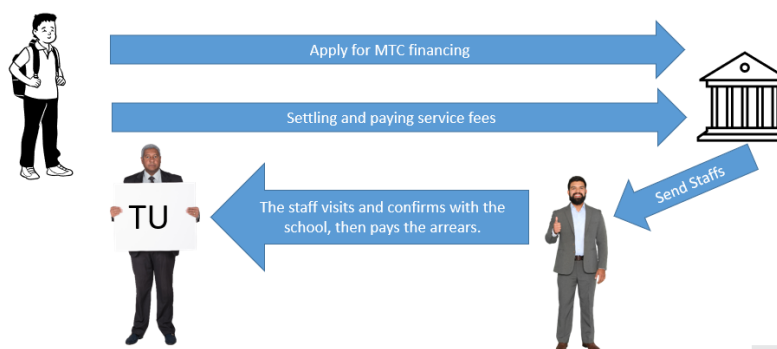 Apply for MTC financing
Settling and paying service fees
Send Staffs
TU
The staff visits and confirms with the
school, then pays the arrears.